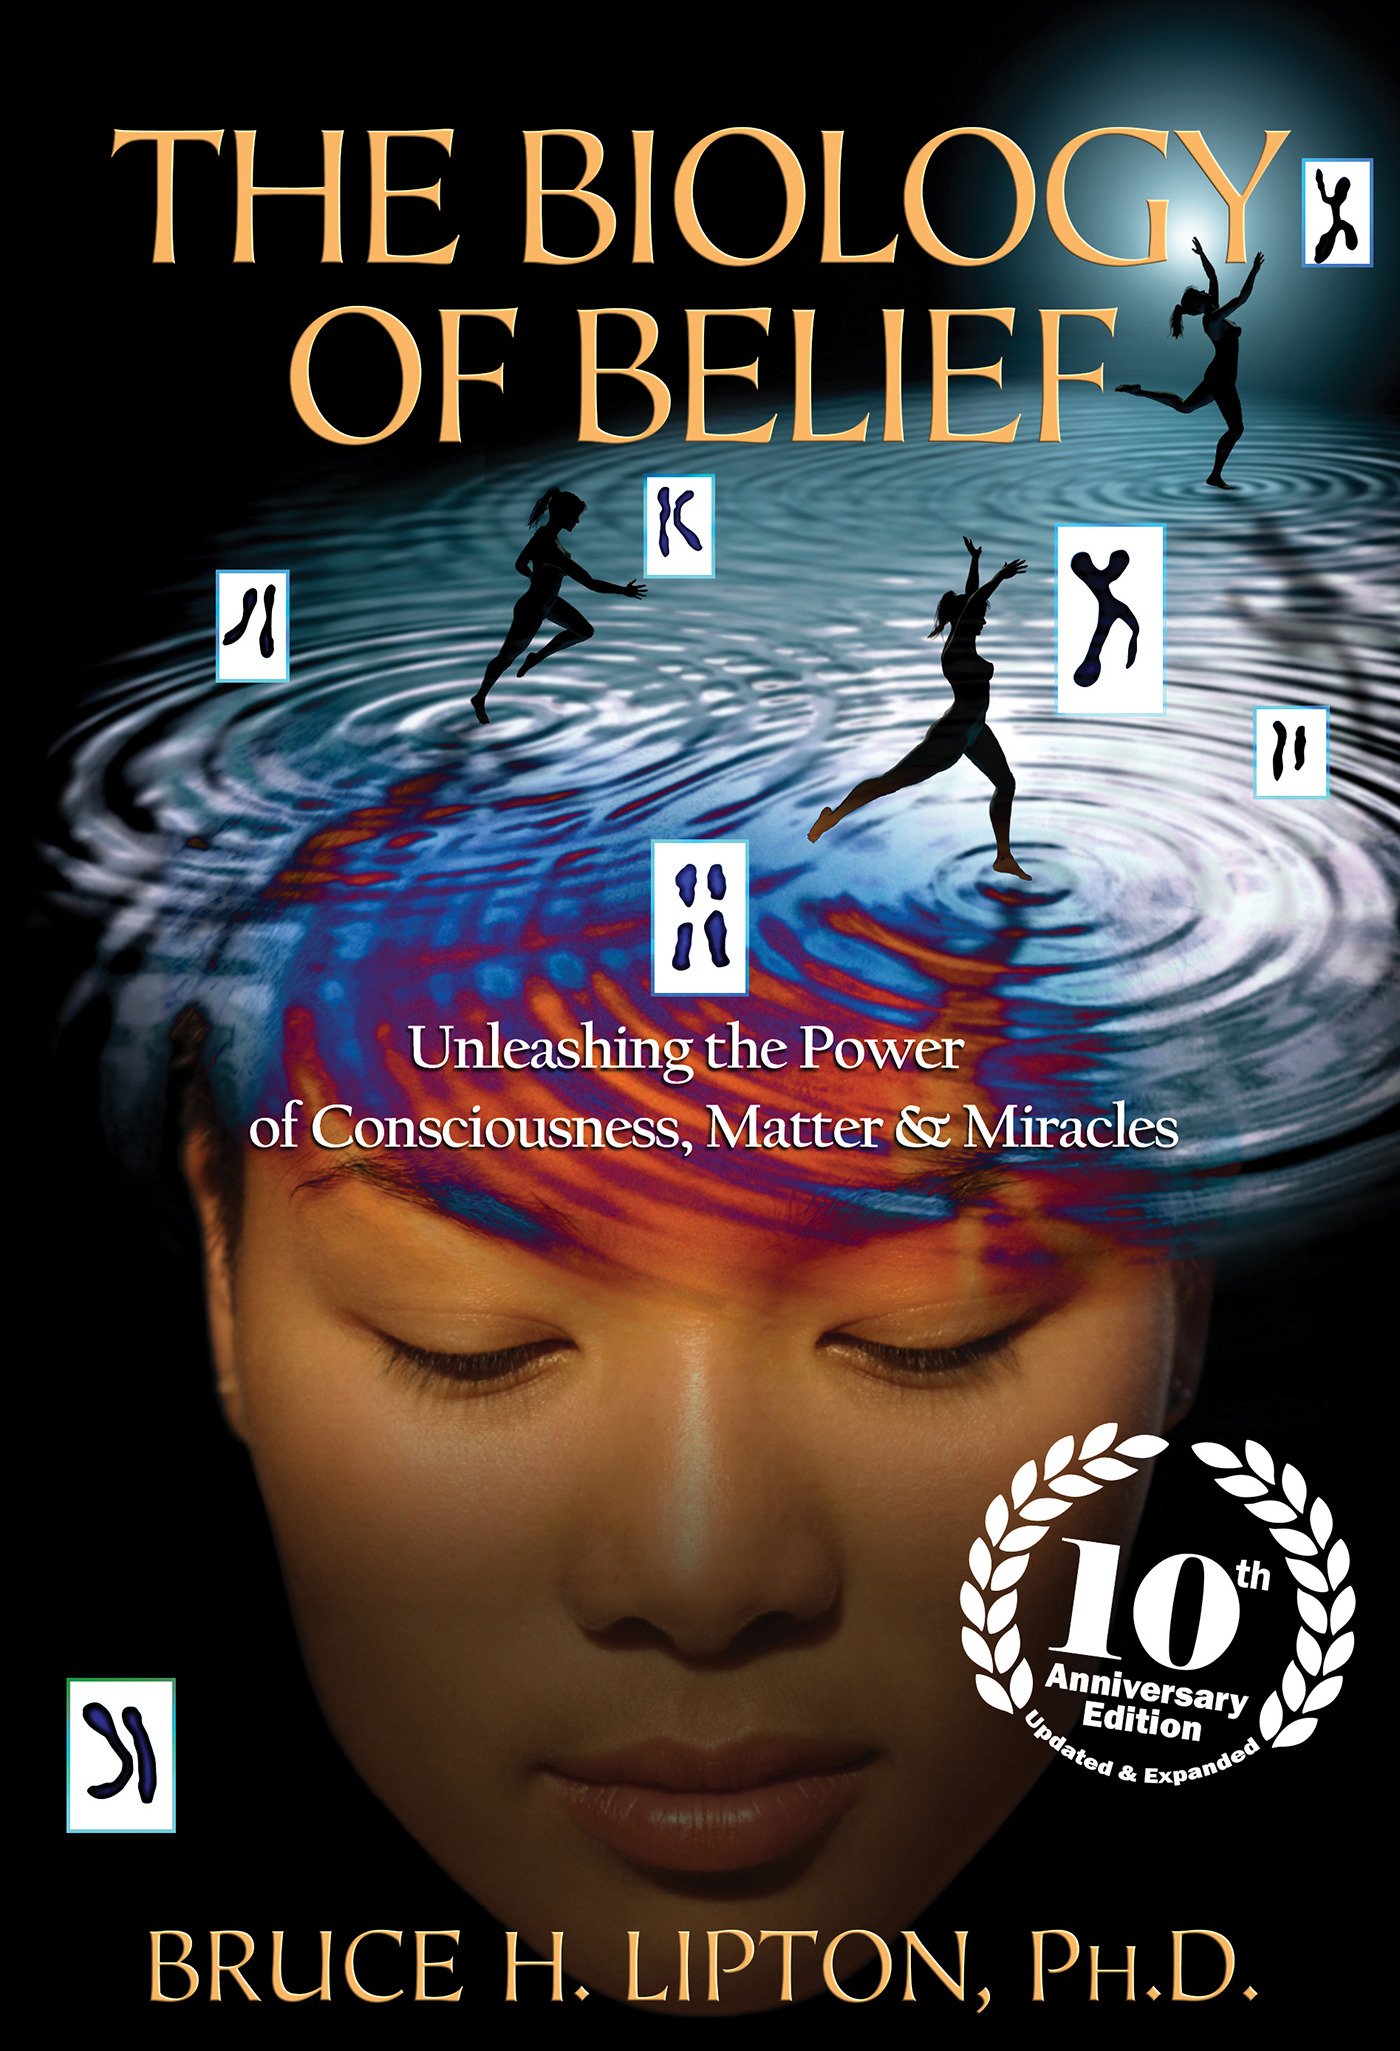 THE BIOLOGY
OF BELIEF
Unleashing the Power
of Consciousness, Matter & Miracles
10th
Anniversary
Edition
Updated & Expanded
BRUCE H. LIPTON, PH.D.